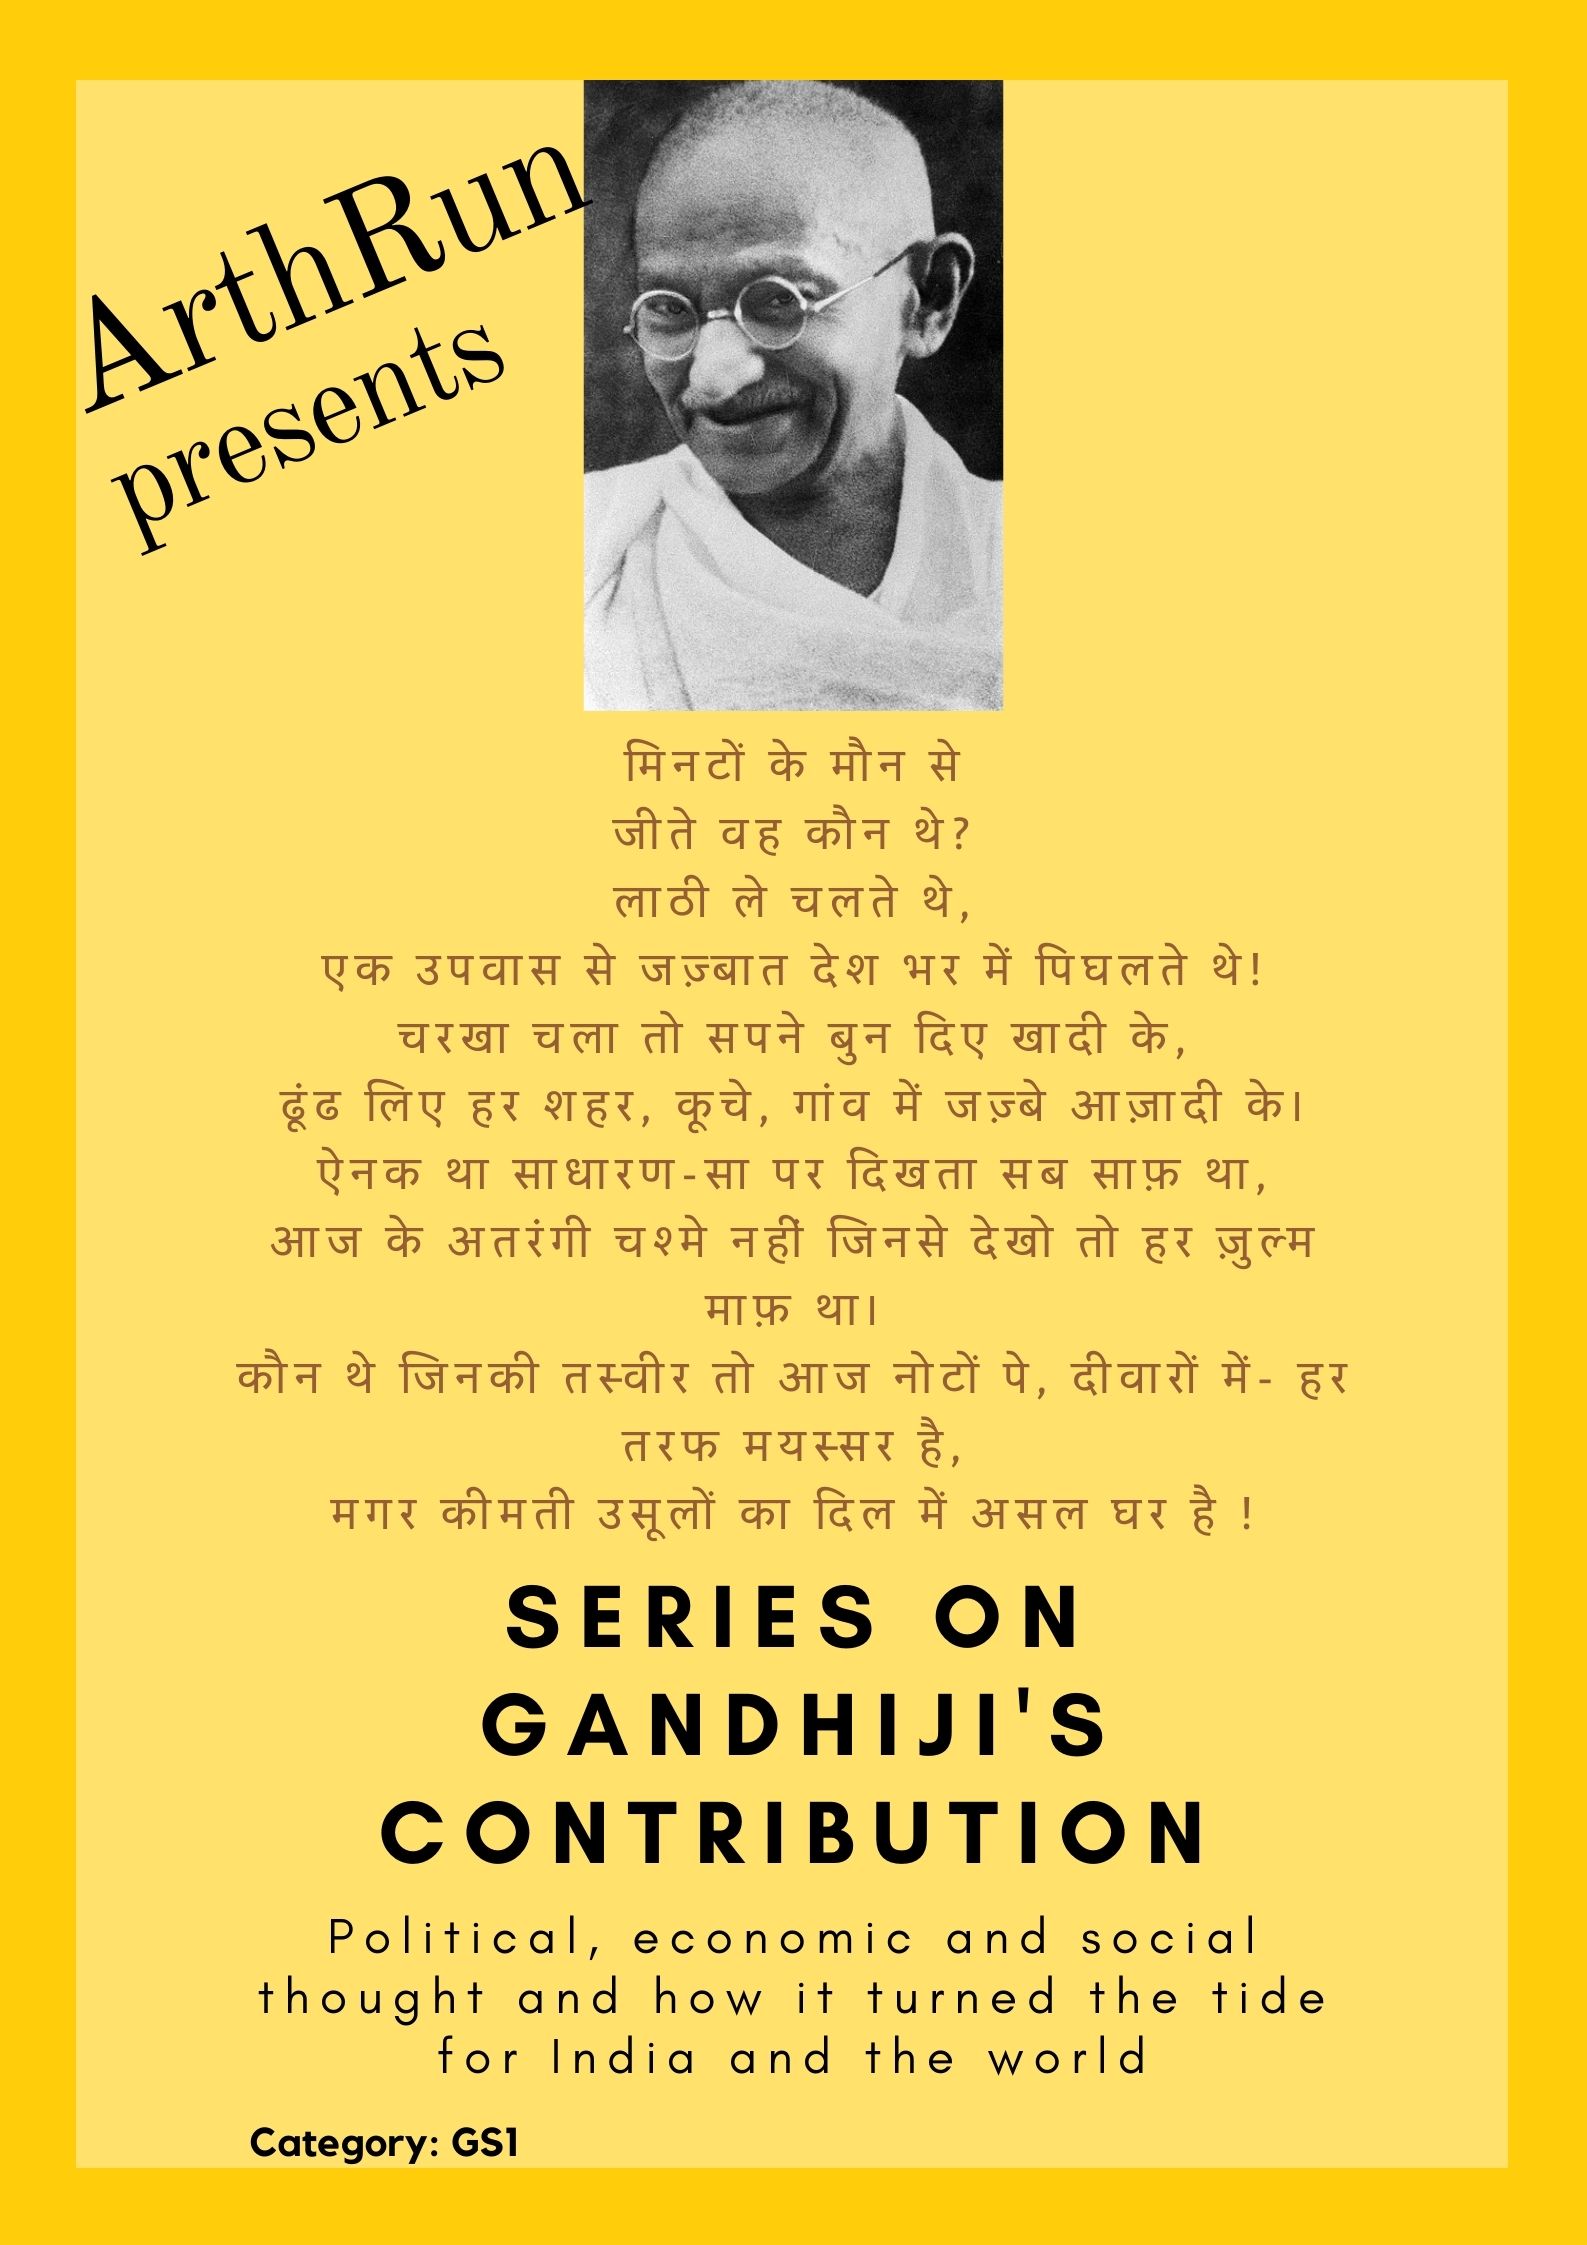 ArthRun
presents
मिनटों के मौन से
जीते वह कौन थे?
लाठी ले चलते थे,
एक उपवास से जज़्बात देश भर में पिघलते थे!
चरखा चला तो सपने बुन दिए खादी के,
ढूंढ लिए हर शहर, कूचे, गांव में जज़्बे आज़ादी के।
ऐनक था साधारण-सा पर दिखता सब साफ़ था,
आज के अतरंगी चश्मे नहीं जिनसे देखो तो हर ज़ुल्म
माफ़ था।
कौन थे जिनकी तस्वीर तो आज नोटों पे, दीवारों में- हर
तरफ मयस्सर है,
मगर कीमती उसूलों का दिल में असल घर है !
SERIES ON
GANDHIJI'S
CONTRIBUTION
Political, economic and social
thought and how it turned the tide
for India and the world
Category: GS1